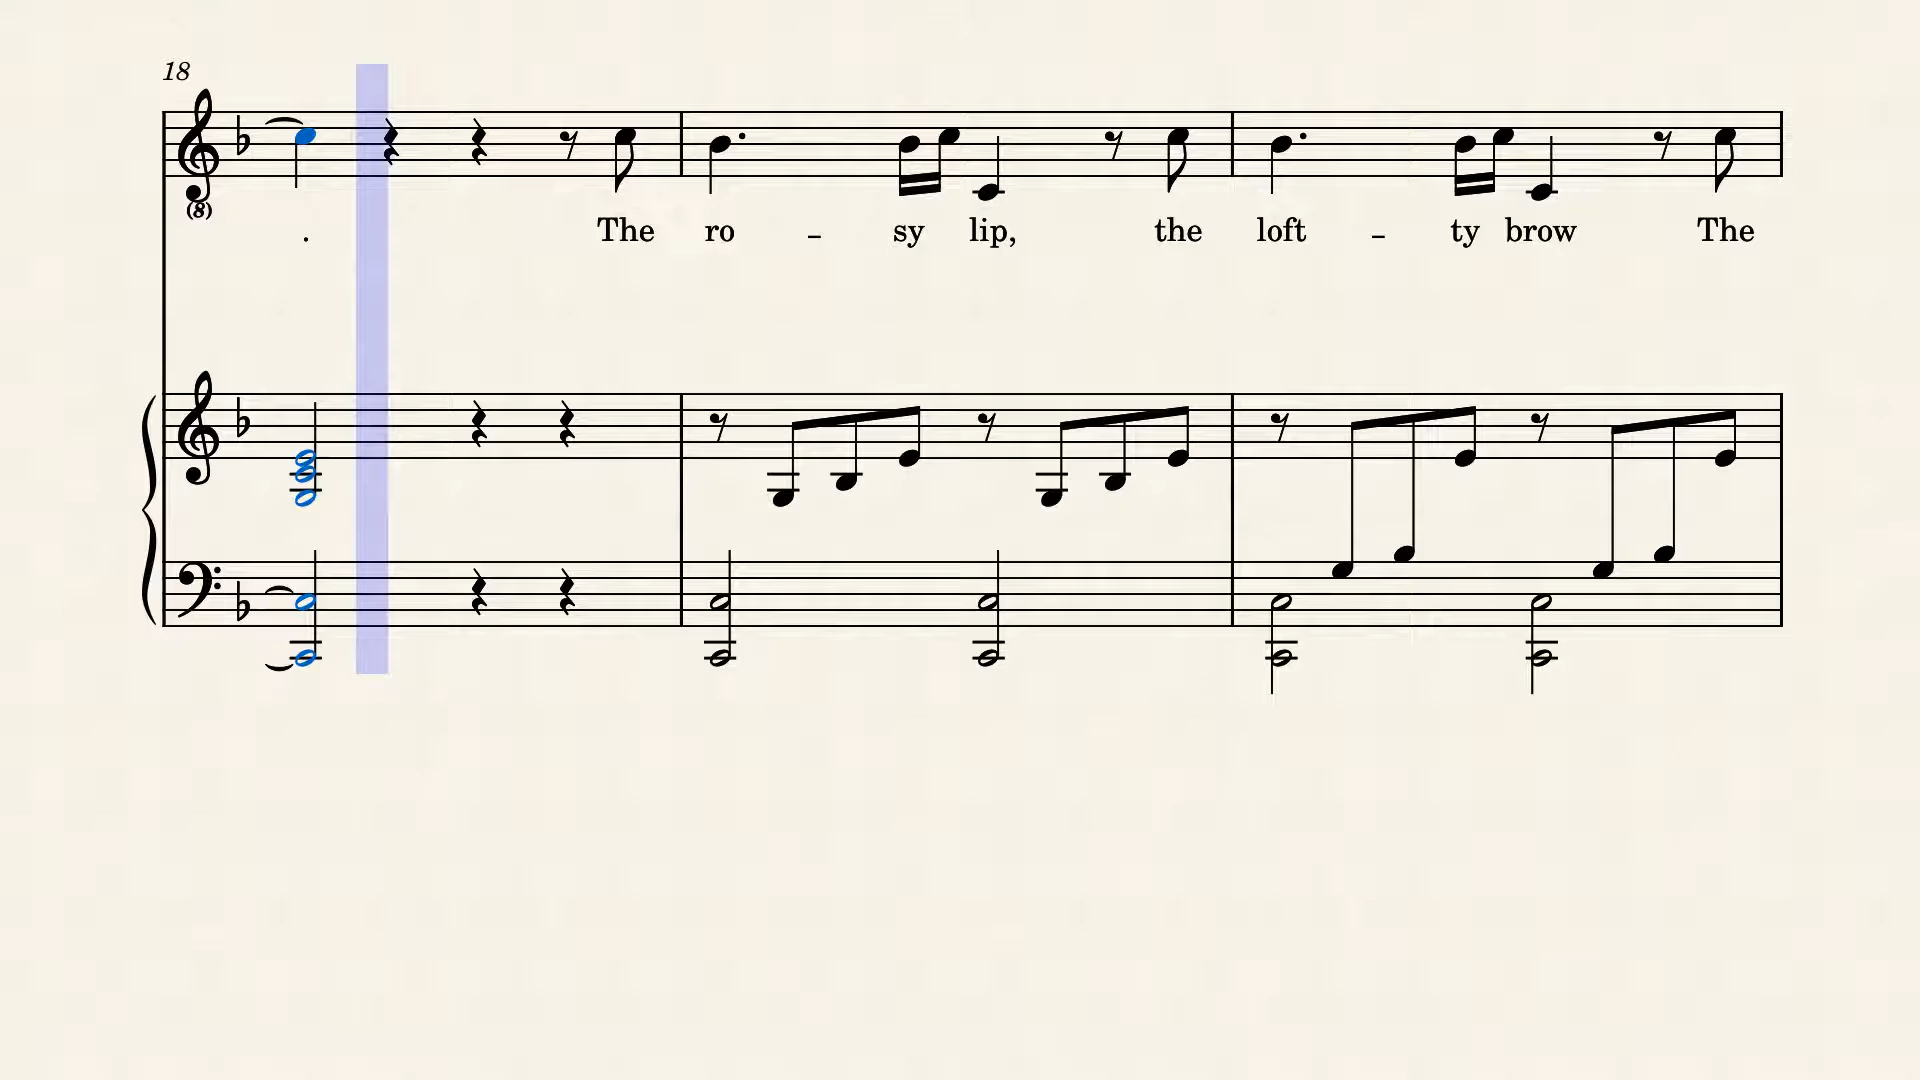 18
(8)
. The ro - sy lip, the loft - ty brow The